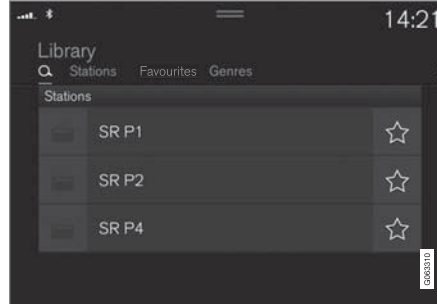 14:21
Library
Stations Favourites Genres
Stations
SR P1
SR P2
SR P4
G063310